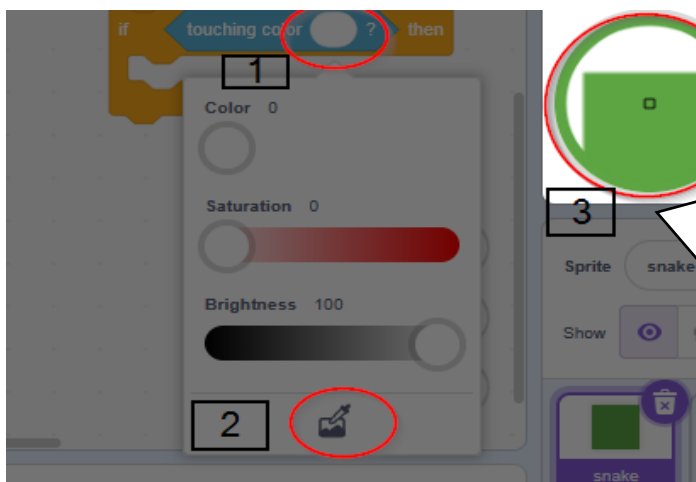 if touching color ? then
1
Color 0
Saturation 0
Brightness 100
2
3
Sprite snake
Show
snake